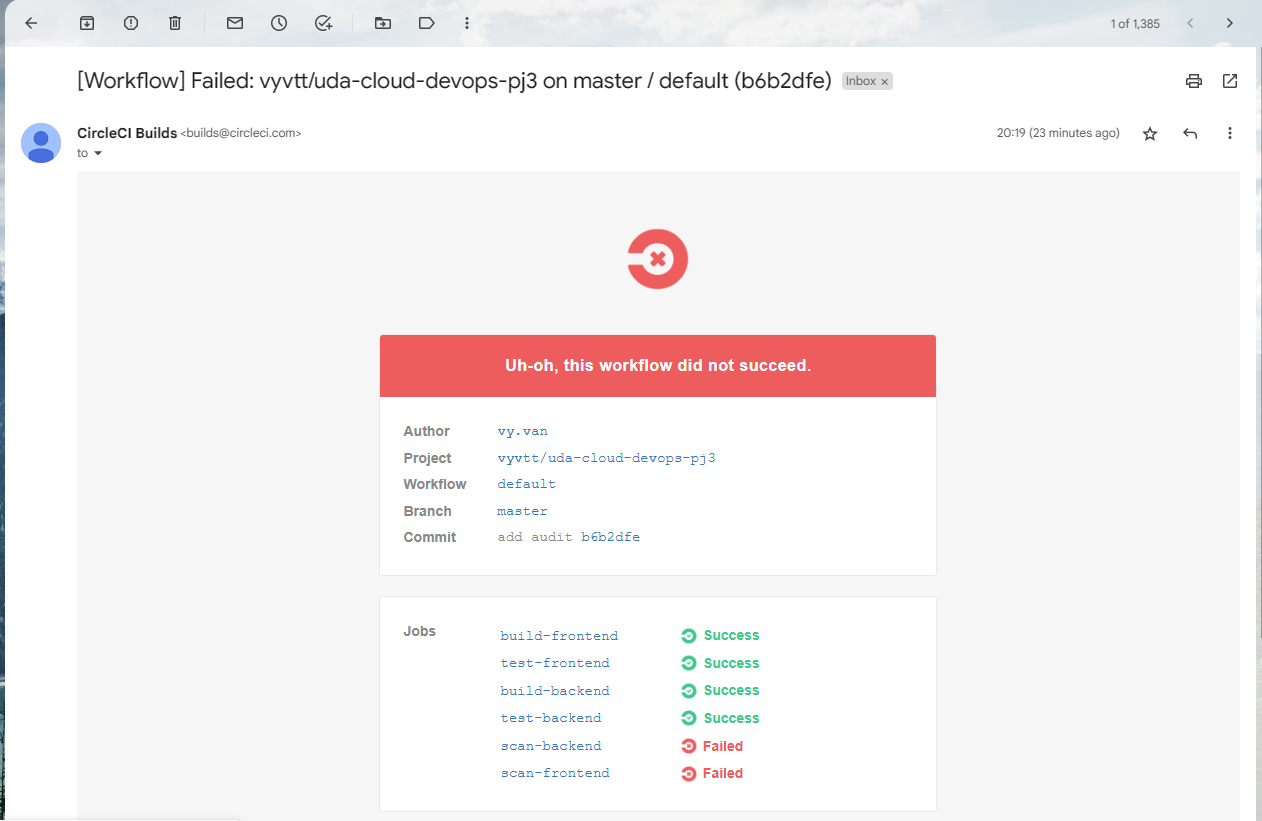 1 of 1,385
[Workflow] Failed: vyvtt/uda-cloud-devops-pj3 on master / default (b6b2dfe) Inbox ×
CircleCI Builds <builds@circleci.com> 20:19 (23 minutes ago)
to
Uh-oh, this workflow did not succeed.
Author vy.van
Project vyvtt/uda-cloud-devops-pj3
Workflow default
Branch master
Commit add audit b6b2dfe
Jobs build-frontend Success
test-frontend Success
build-backend Success
test-backend Success
scan-backend Failed
scan-frontend Failed